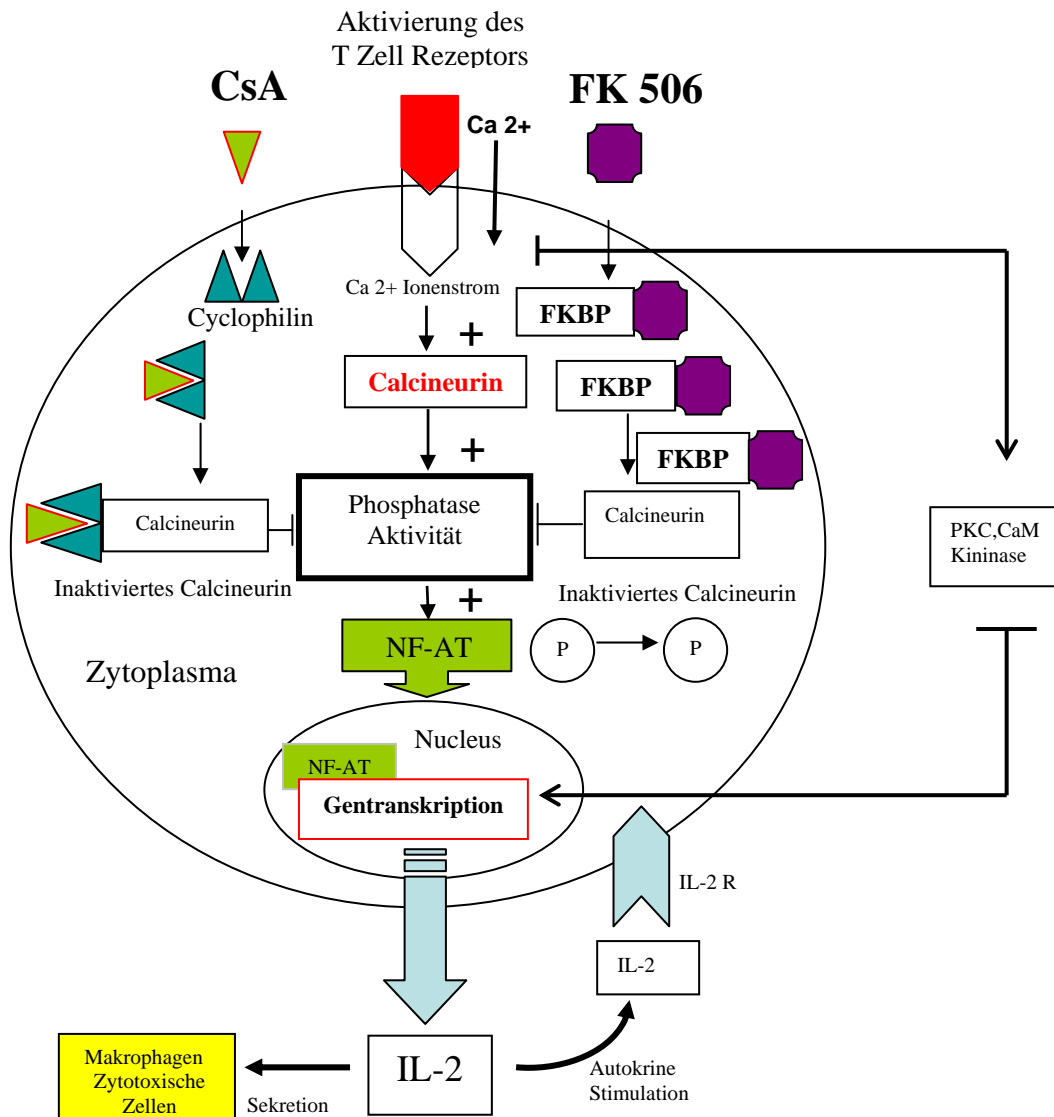 Aktivierung des
T Zell Rezeptors
CsA
FK 506
Ca 2+
Ca 2+ Ionenstrom
Cyclophilin
+
FKBP
Calcineurin
FKBP
+
FKBP
Calcineurin
Phosphatase
Aktivität
Calcineurin
PKC,CaM
Kininase
Inaktiviertes Calcineurin
+
Inaktiviertes Calcineurin
NF-AT
P
P
Zytoplasma
Nucleus
NF-AT
Gentranskription
IL-2 R
IL-2
Makrophagen
Zytotoxische
Zellen
Sekretion
IL-2
Autokrine
Stimulation